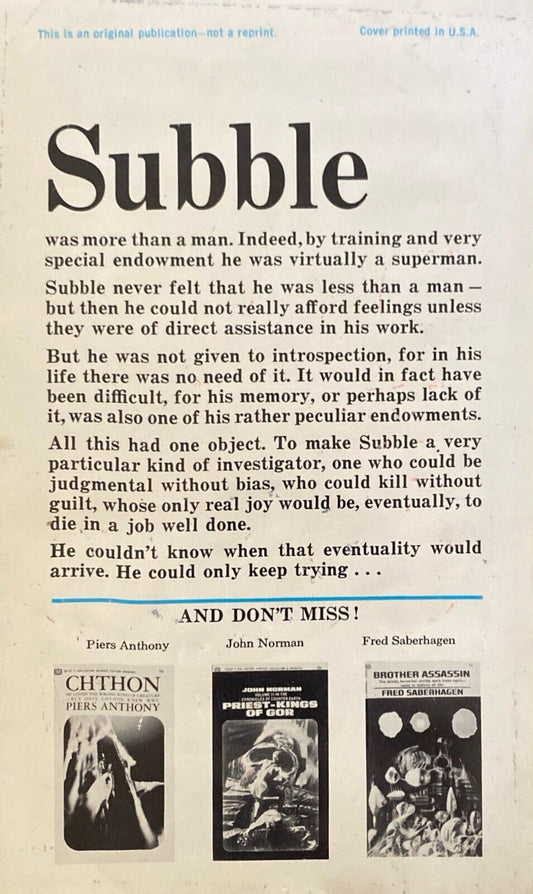 This is an original publication—not a reprint.
Cover printed in U.S.A.
Subble
was more than a man. Indeed, by training and very
special endowment he was virtually a superman.
Subble never felt that he was less than a man —
but then he could not really afford feelings unless
they were of direct assistance in his work.
But he was not given to introspection, for in his
life there was no need of it. It would in fact have
been difficult, for his memory, or perhaps lack of
it, was also one of his rather peculiar endowments.
All this had one object. To make Subble a very
particular kind of investigator, one who could be
judgmental without bias, who could kill without
guilt, whose only real joy would be, eventually, to
die in a job well done.
He couldn't know when that eventuality would
arrive. He could only keep trying . . .
AND DON'T MISS!
Piers Anthony
John Norman
Fred Saberhagen
CHTHON
PIERS ANTHONY
JOHN NORMAN
PRIEST-KINGS
OF GOR
BROTHER ASSASSIN
FRED SABERHAGEN